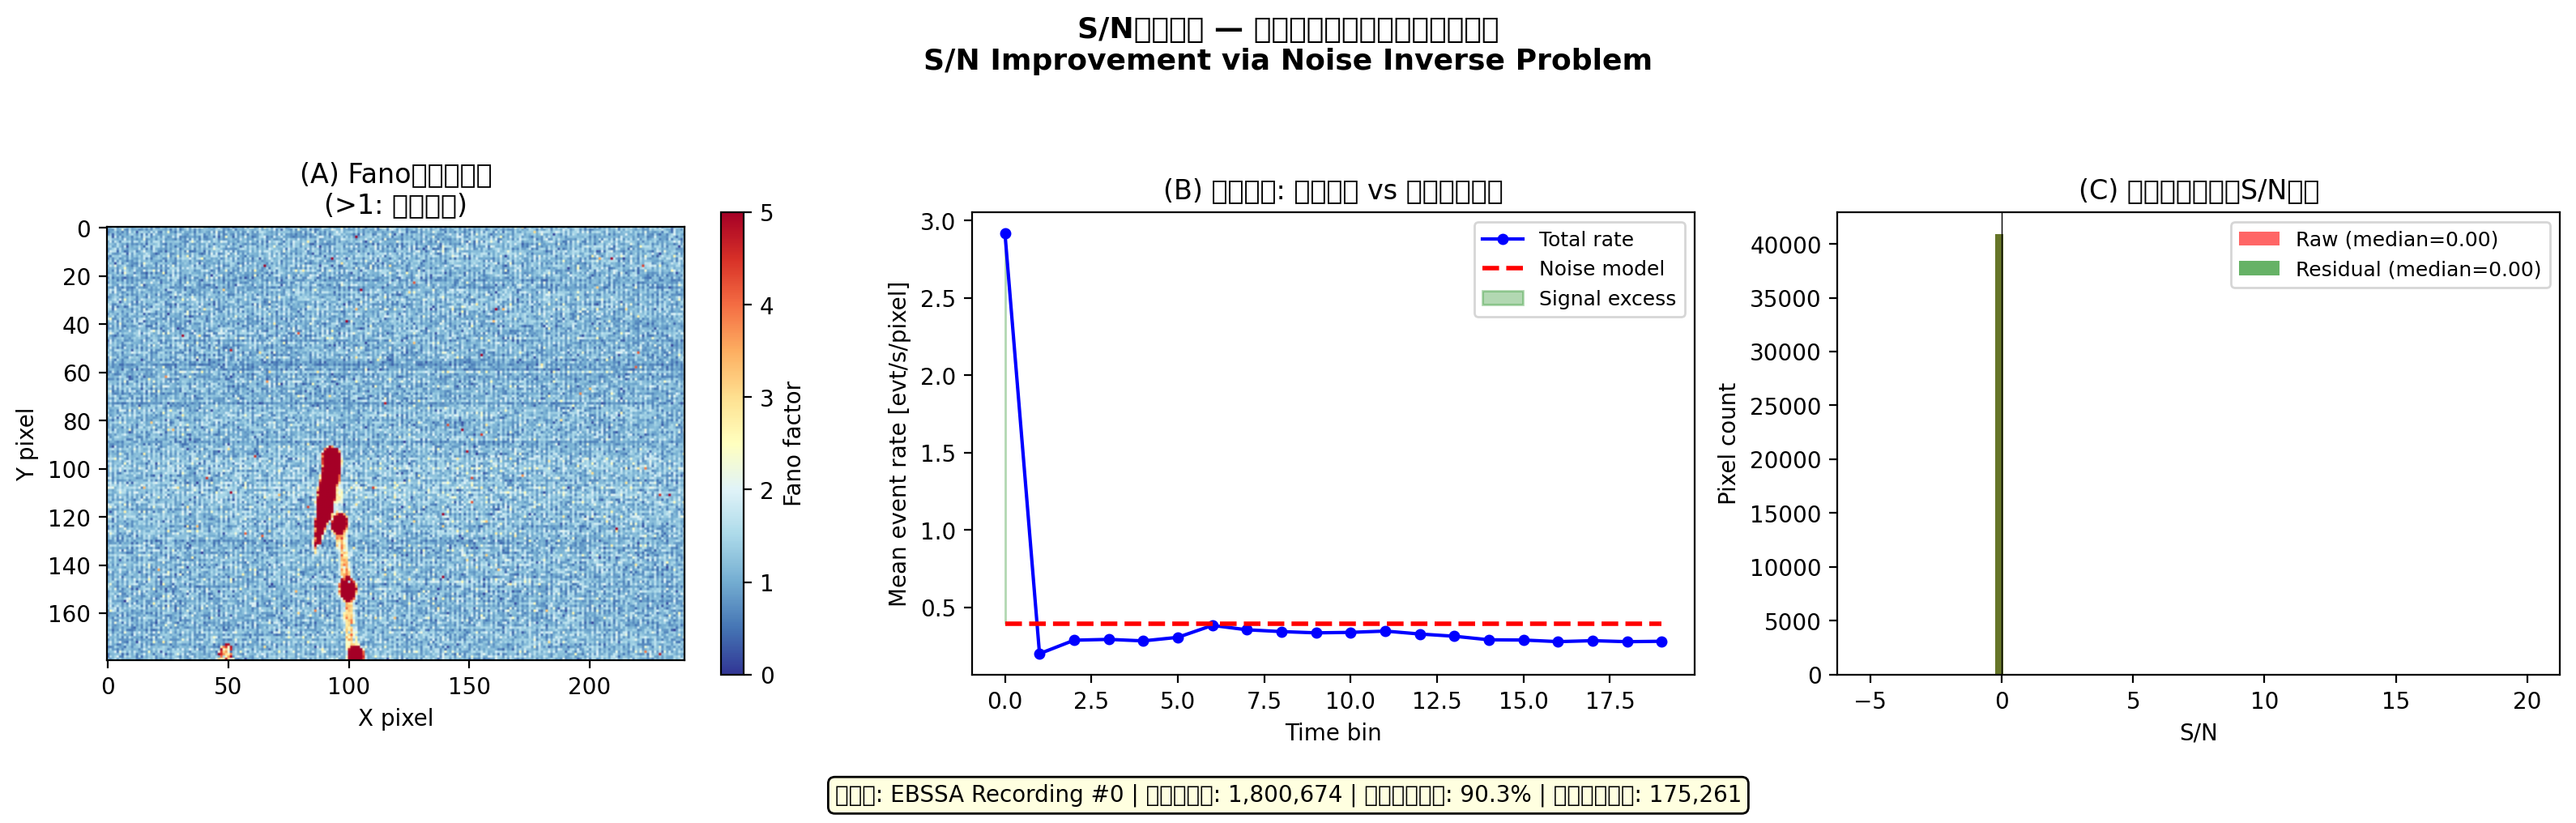 S/N —
S/N Improvement via Noise Inverse Problem
(A) Fano
(>1: )
0
20
40
60
80
100
120
140
160
Y pixel
0 50 100 150 200
X pixel
5
4
3
2
1
0
Fano factor
(B) : vs
3.0
2.5
2.0
1.5
1.0
0.5
Mean event rate [evt/s/pixel]
Total rate
Noise model
Signal excess
0.0 2.5 5.0 7.5 10.0 12.5 15.0 17.5
Time bin
(C) S/N
40000
35000
30000
25000
20000
15000
10000
5000
0
Pixel count
Raw (median=0.00)
Residual (median=0.00)
−5 0 5 10 15 20
S/N
: EBSSA Recording #0 | : 1,800,674 | : 90.3% | : 175,261